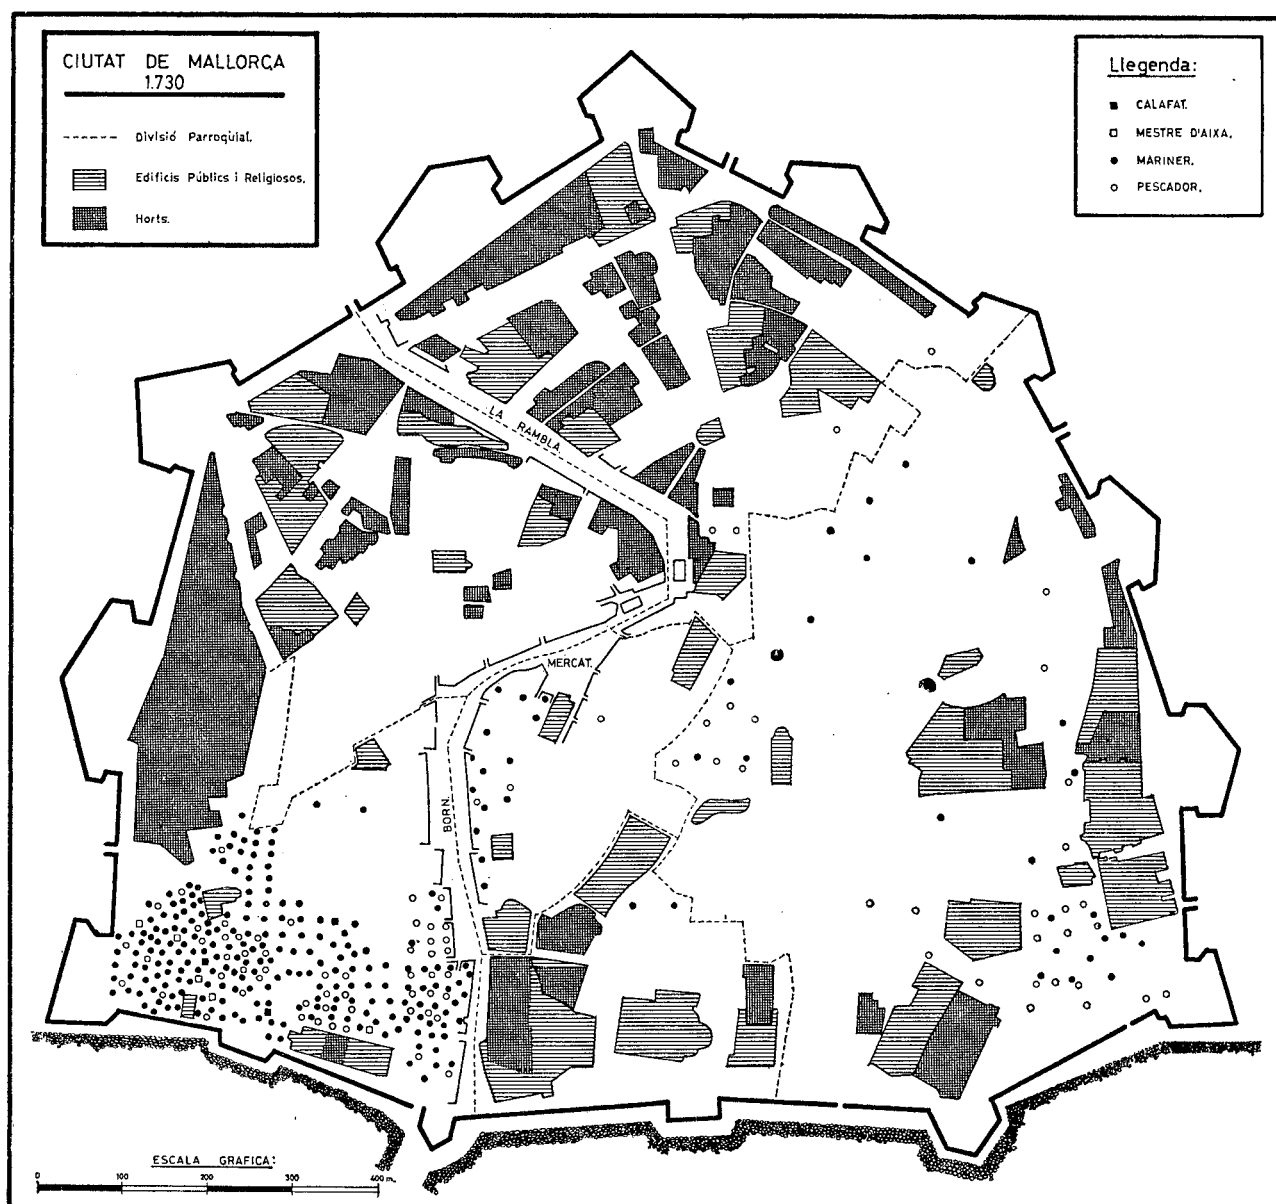 CIUTAT DE MALLORCA
1.730
Divisió Parroquial.
Edificis Públics i Religiosos.
Horts.
Llegenda:
CALAFAT.
MESTRE D'AIXA.
MARINER.
PESCADOR.
LA RAMBLA
MERCAT.
BORN.
ESCALA GRAFICA:
0 100 200 300 400 m.